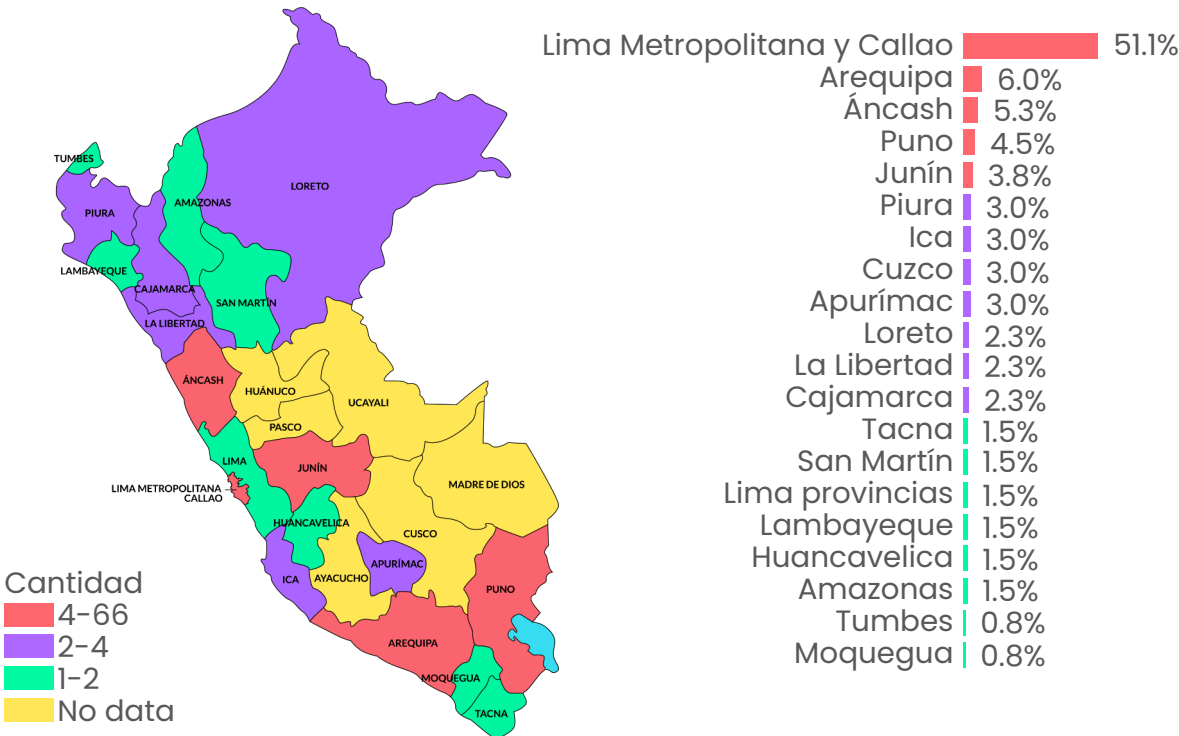 TUMBES
PIURA
LAMBAYEQUE
AMAZONAS
LORETO
CAJAMARCA
SAN MARTÍN
LA LIBERTAD
ÁNCASH
HUÁNUCO
UCAYALI
PASCO
LIMA
JUNÍN
LIMA METROPOLITANA
CALLAO
MADRE DE DIOS
HUANCAVELICA
CUSCO
ICA
AYACUCHO
APURÍMAC
PUNO
AREQUIPA
MOQUEGUA
TACNA
Cantidad
4-66
2-4
1-2
No data
Lima Metropolitana y Callao 51.1%
Arequipa 6.0%
Áncash 5.3%
Puno 4.5%
Junín 3.8%
Piura 3.0%
Ica 3.0%
Cuzco 3.0%
Apurímac 3.0%
Loreto 2.3%
La Libertad 2.3%
Cajamarca 2.3%
Tacna 1.5%
San Martín 1.5%
Lima provincias 1.5%
Lambayeque 1.5%
Huancavelica 1.5%
Amazonas 1.5%
Tumbes 0.8%
Moquegua 0.8%